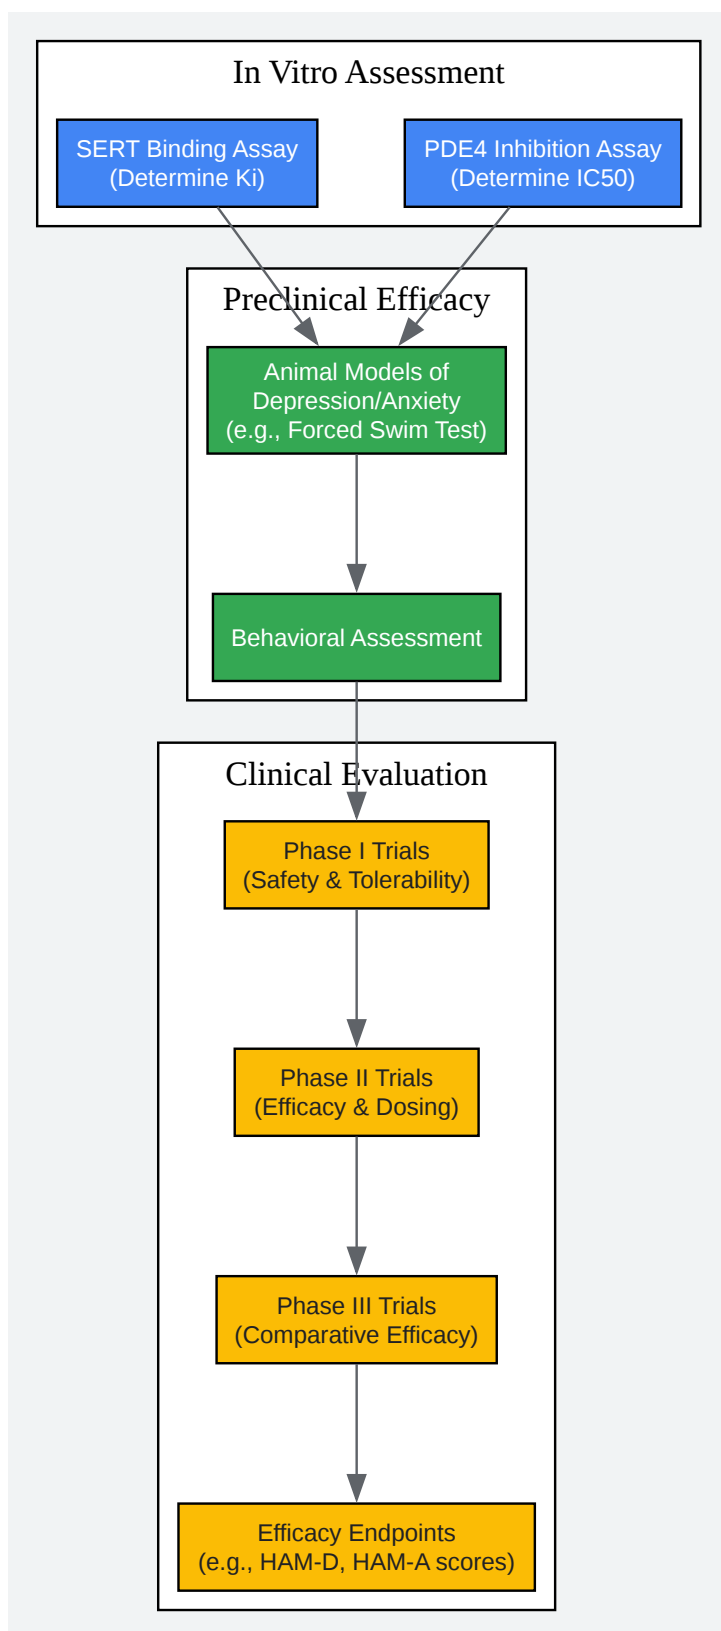 In Vitro Assessment
SERT Binding Assay
(Determine Ki)
PDE4 Inhibition Assay
(Determine IC50)
Preclinical Efficacy
Animal Models of
Depression/Anxiety
(e.g., Forced Swim Test)
Behavioral Assessment
Clinical Evaluation
Phase I Trials
(Safety & Tolerability)
Phase II Trials
(Efficacy & Dosing)
Phase III Trials
(Comparative Efficacy)
Efficacy Endpoints
(e.g., HAM-D, HAM-A scores)